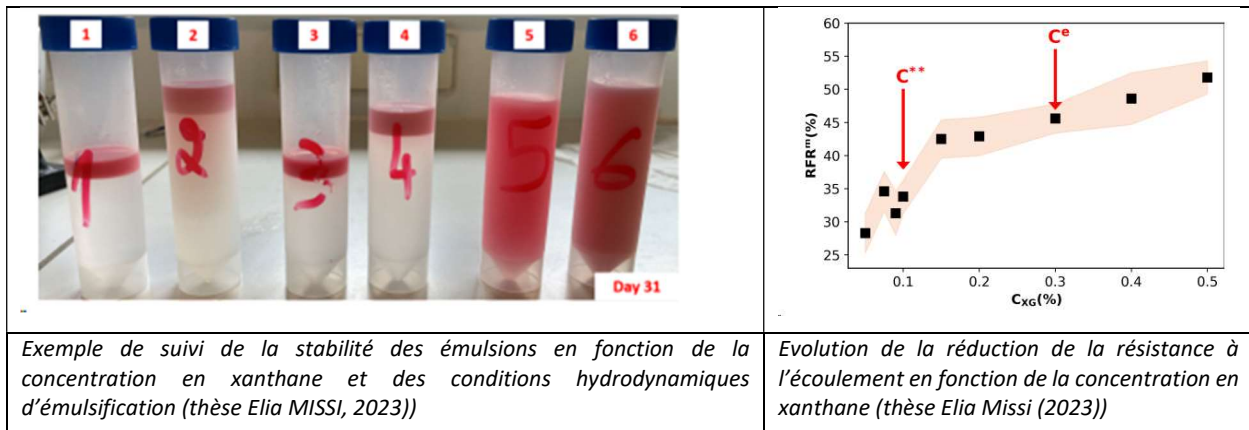 1 2 3 4 5 6
1 2 3 4 5 6
Day 31
60
55
50
45
40
35
30
25
RFRᵐ(%)
C**
Cᵉ
0.1 0.2 0.3 0.4 0.5
C_XG(%)
Exemple de suivi de la stabilité des émulsions en fonction de la
concentration en xanthane et des conditions hydrodynamiques
d’émulsification (thèse Elia MISSI, 2023))
Evolution de la réduction de la résistance à
l’écoulement en fonction de la concentration en
xanthane (thèse Elia Missi (2023))